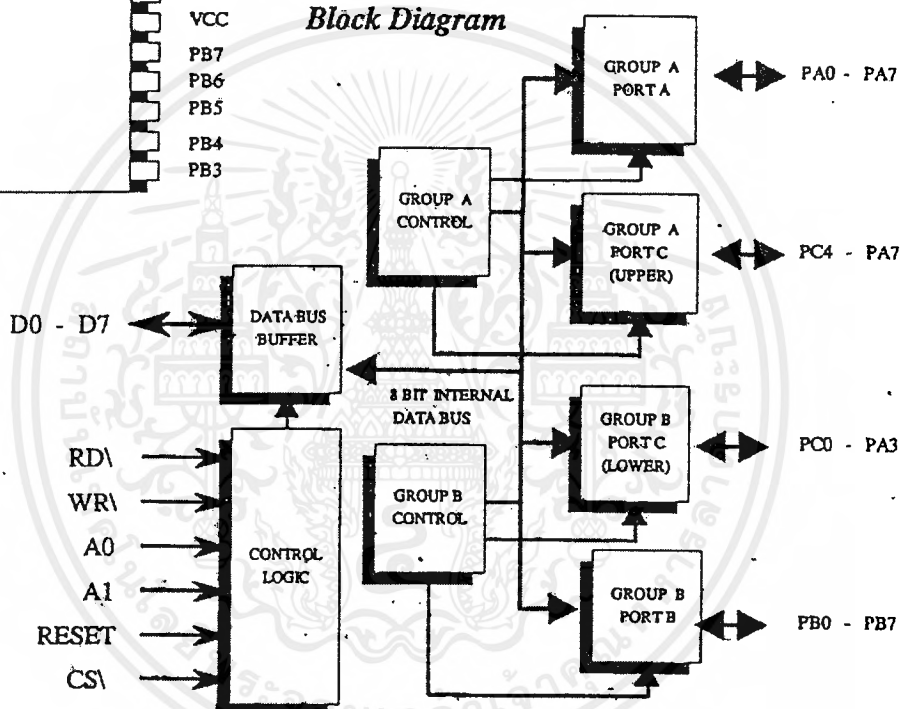 VCC
PB7
PB6
PB5
PB4
PB3
Block Diagram
GROUP A
PORT A
PA0 - PA7
GROUP A
CONTROL
GROUP A
PORT C
(UPPER)
PC4 - PA7
D0 - D7
DATA BUS
BUFFER
8 BIT INTERNAL
DATA BUS
GROUP B
PORT C
(LOWER)
PC0 - PA3
RD\
WR\
A0
A1
RESET
CS\
CONTROL
LOGIC
GROUP B
CONTROL
GROUP B
PORT B
PB0 - PB7